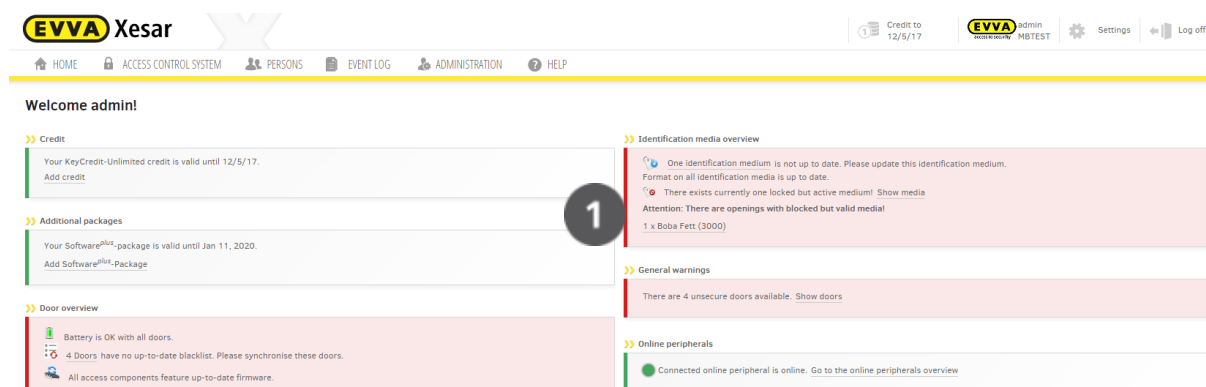 EVVA Xesar
Credit to
12/5/17
EVVA admin
access to security MBTEST
Settings
Log off
HOME ACCESS CONTROL SYSTEM PERSONS EVENT LOG ADMINISTRATION HELP
Welcome admin!
Credit
Your KeyCredit-Unlimited credit is valid until 12/5/17.
Add credit
Additional packages
Your Softwareplus-package is valid until Jan 11, 2020.
Add Softwareplus-Package
Door overview
Battery is OK with all doors.
4 Doors have no up-to-date blacklist. Please synchronise these doors.
All access components feature up-to-date firmware.
1
Identification media overview
One identification medium is not up to date. Please update this identification medium.
Format on all identification media is up to date.
There exists currently one locked but active medium! Show media
Attention: There are openings with blocked but valid media!
1 x Boba Fett (3000)
General warnings
There are 4 unsecure doors available. Show doors
Online peripherals
Connected online peripheral is online. Go to the online peripherals overview